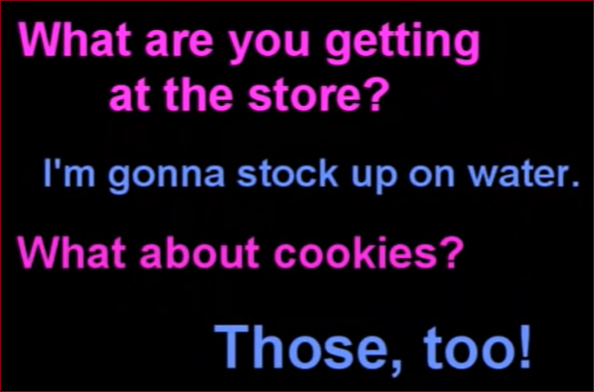 What are you getting
at the store?
I'm gonna stock up on water.
What about cookies?
Those, too!